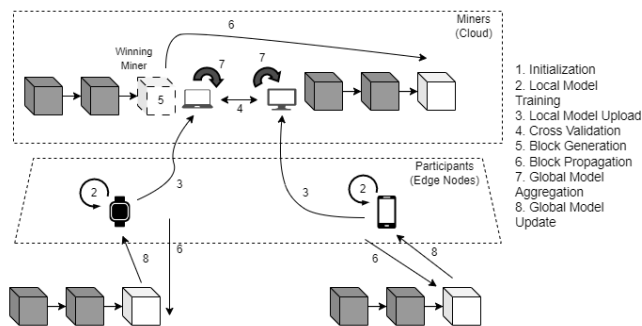 6
Miners
(Cloud)
Winning
Miner
7
7
5
4
1. Initialization
2. Local Model
Training
3. Local Model Upload
4. Cross Validation
5. Block Generation
6. Block Propagation
7. Global Model
Aggregation
8. Global Model
Update
Participants
(Edge Nodes)
2
3
3
2
8
6
6
8